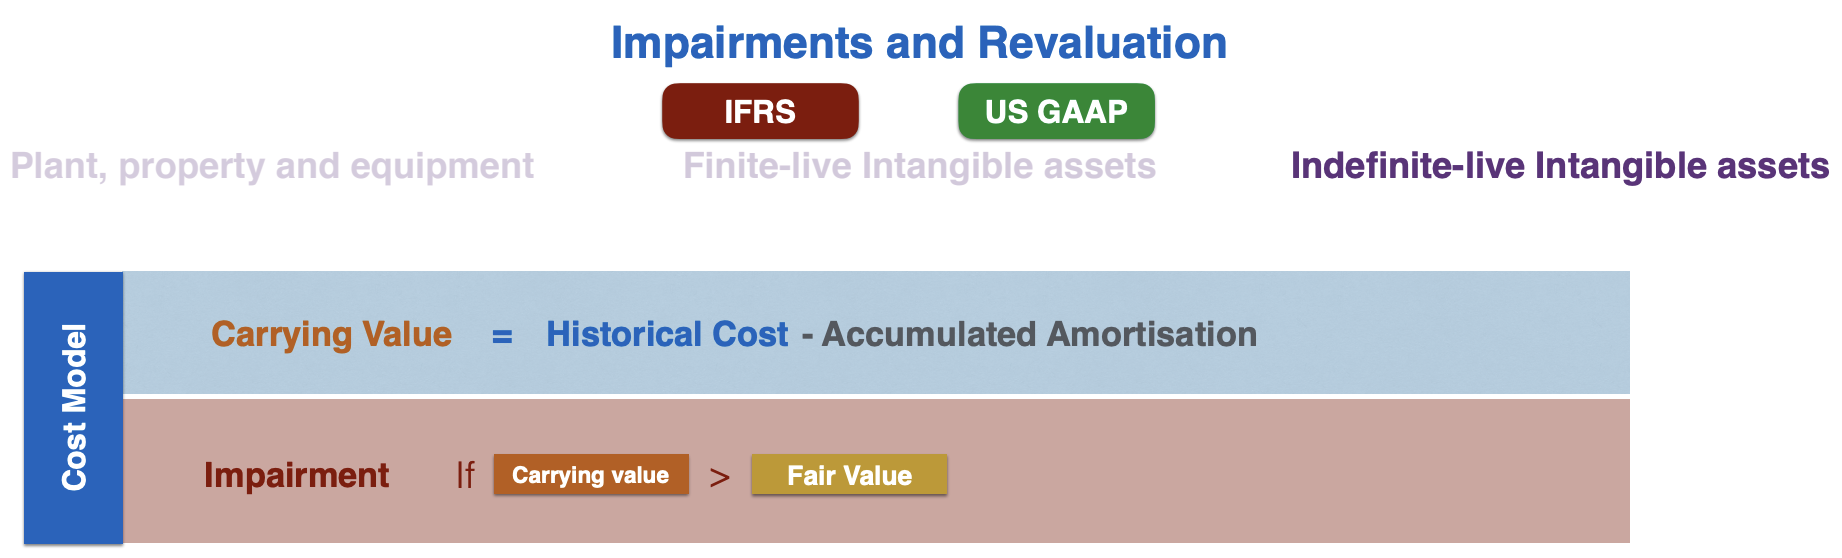 Impairments and Revaluation
IFRS US GAAP
Plant, property and equipment Finite-live Intangible assets Indefinite-live Intangible assets
Cost Model
Carrying Value = Historical Cost - Accumulated Amortisation
Impairment If Carrying value > Fair Value